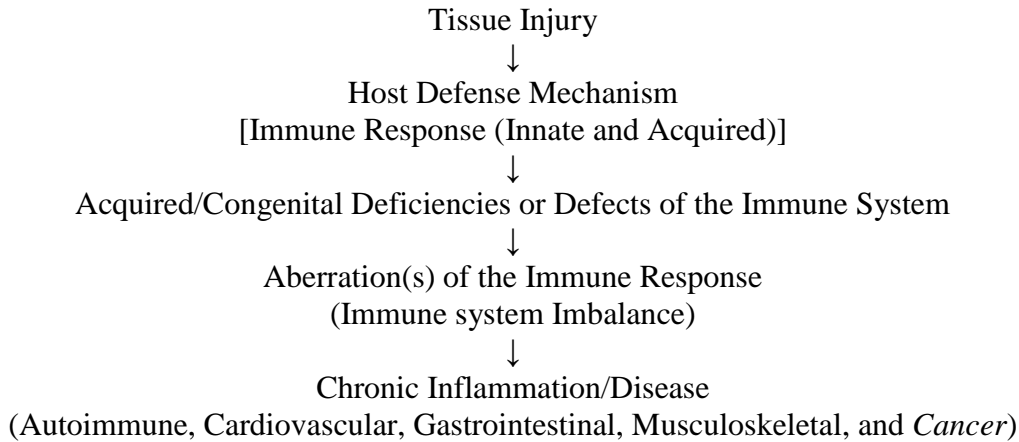 Tissue Injury
↓
Host Defense Mechanism
[Immune Response (Innate and Acquired)]
↓
Acquired/Congenital Deficiencies or Defects of the Immune System
↓
Aberration(s) of the Immune Response
(Immune system Imbalance)
↓
Chronic Inflammation/Disease
(Autoimmune, Cardiovascular, Gastrointestinal, Musculoskeletal, and Cancer)